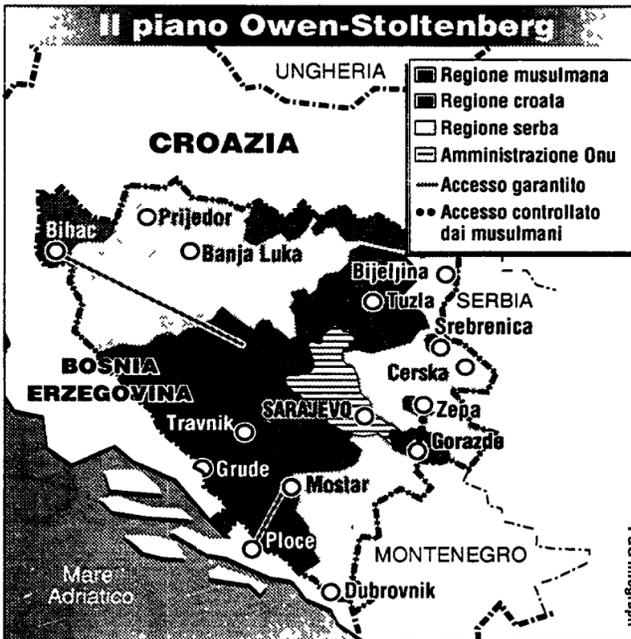 Il piano Owen-Stoltenberg
UNGHERIA
Regione musulmana
Regione croata
Regione serba
Amministrazione Onu
Accesso garantito
Accesso controllato
dai musulmani
CROAZIA
Prijedor
Bihac
Banja Luka
Bijeljina
Tuzla
SERBIA
Srebrenica
BOSNIA
ERZEGOVINA
Cerska
SARAJEVO
Zepa
Travnik
Gorazde
Grude
Mostar
Ploce
MONTENEGRO
Mare
Adriatico
Dubrovnik